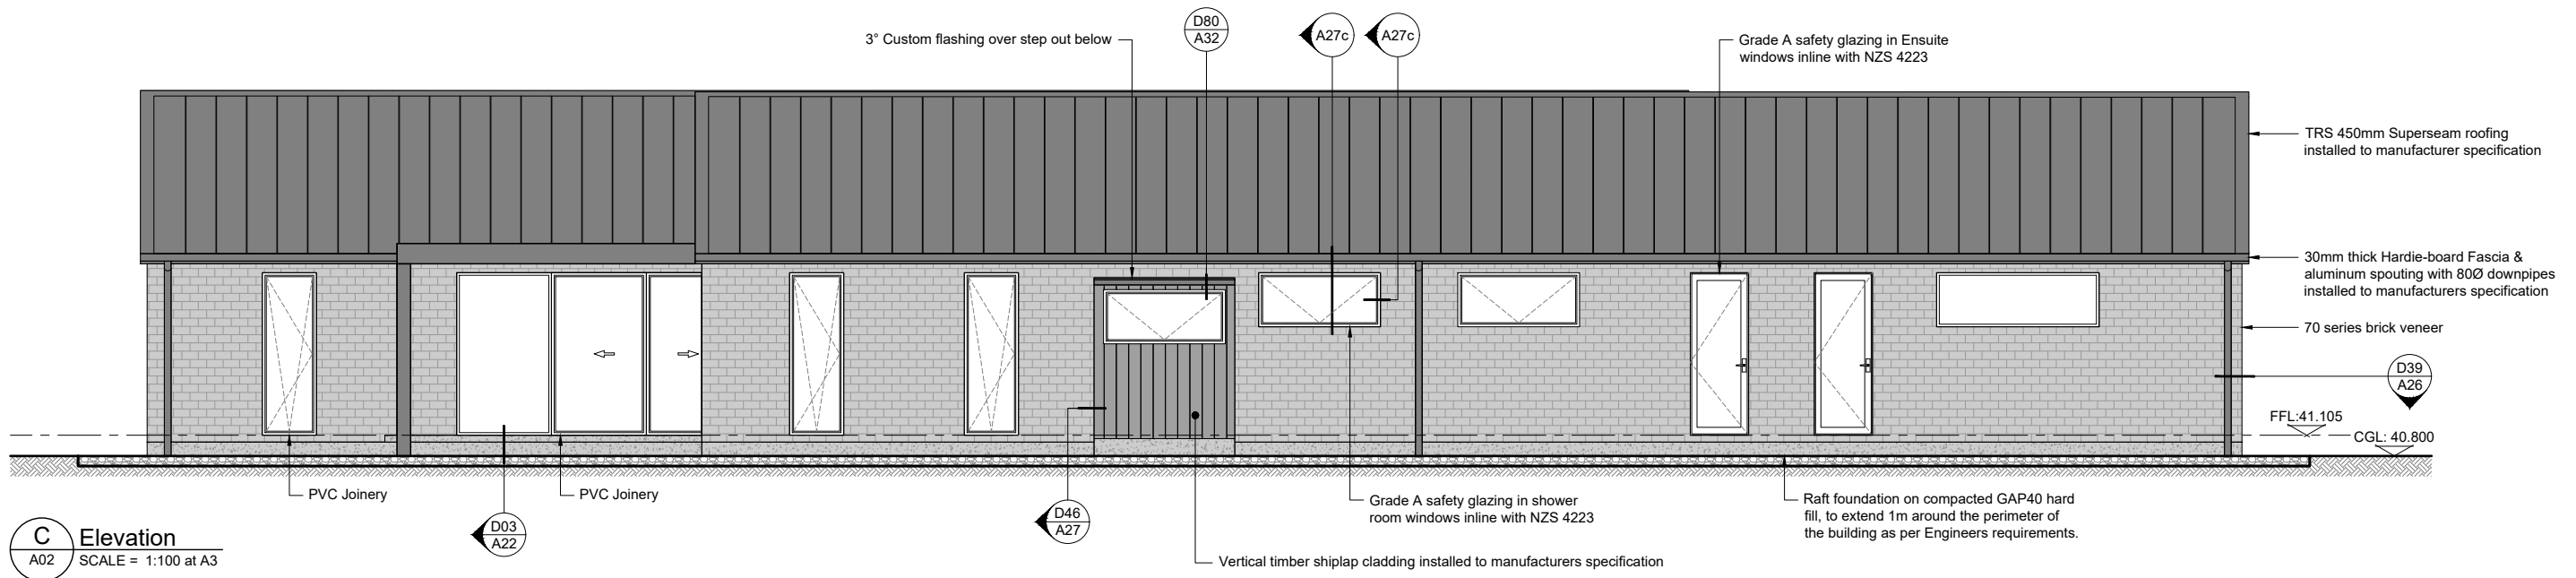 D80
A32
A27c
A27c
3° Custom flashing over step out below
Grade A safety glazing in Ensuite
windows inline with NZS 4223
TRS 450mm Superseam roofing
installed to manufacturer specification
30mm thick Hardie-board Fascia &
aluminum spouting with 80Ø downpipes
installed to manufacturers specification
70 series brick veneer
D39
A26
FFL:41.105
CGL: 40.800
PVC Joinery
PVC Joinery
Grade A safety glazing in shower
room windows inline with NZS 4223
Raft foundation on compacted GAP40 hard
fill, to extend 1m around the perimeter of
the building as per Engineers requirements.
D03
A22
D46
A27
Vertical timber shiplap cladding installed to manufacturers specification
C
A02
Elevation
SCALE = 1:100 at A3